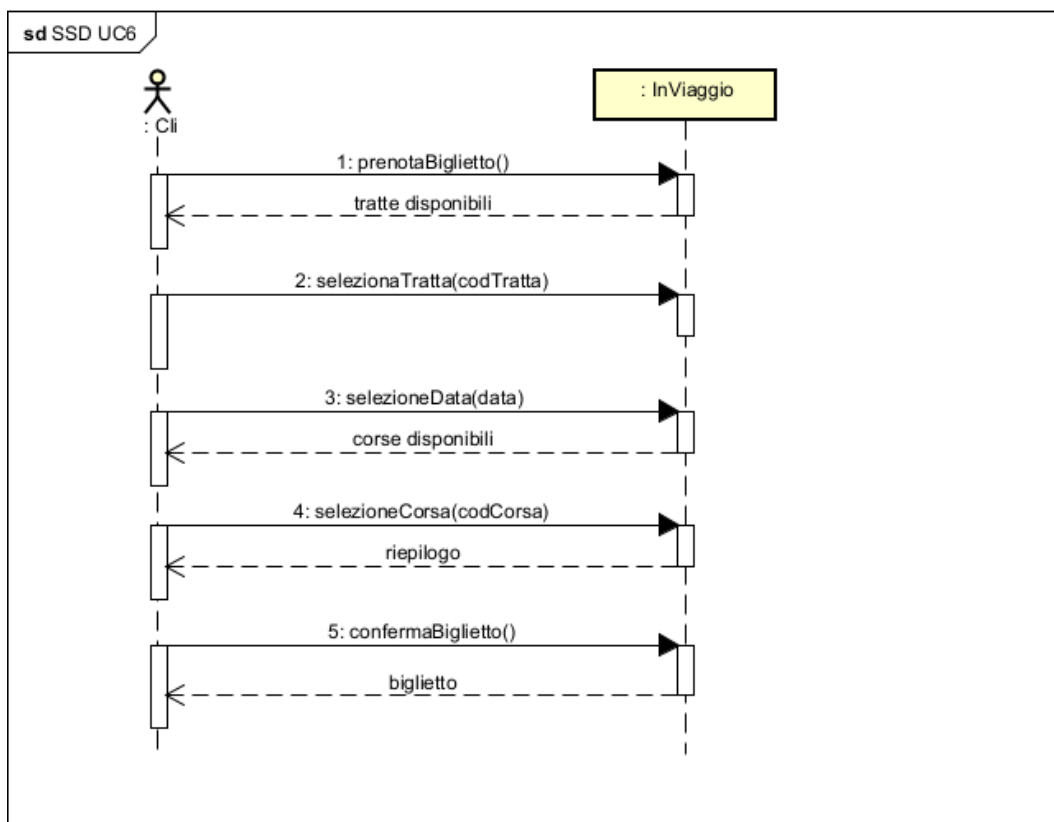 sd SSD UC6
: Cli
: InViaggio
1: prenotaBiglietto()
tratte disponibili
2: selezionaTratta(codTratta)
3: selezioneData(data)
corse disponibili
4: selezioneCorsa(codCorsa)
riepilogo
5: confermaBiglietto()
biglietto